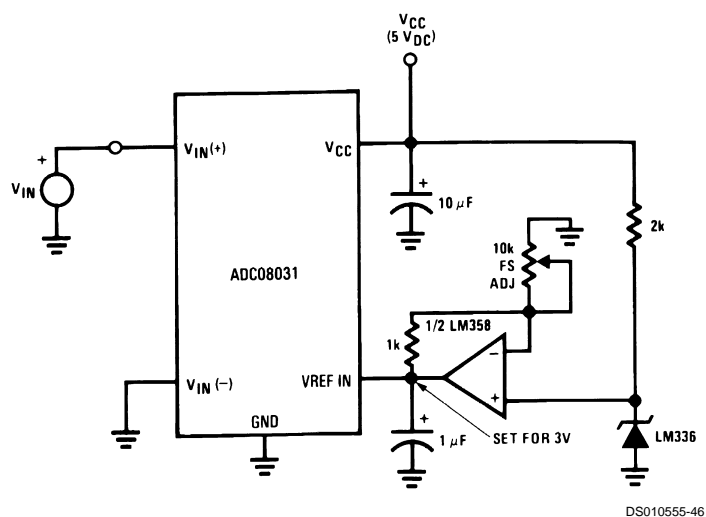 VCC
(5 VDC)
+
VIN
VIN(+)
VCC
+
10 µF
2k
10k
FS
ADJ
ADC08031
1/2 LM358
1k
−
+
VIN(−)
VREF IN
GND
+
1 µF
SET FOR 3V
LM336
DS010555-46